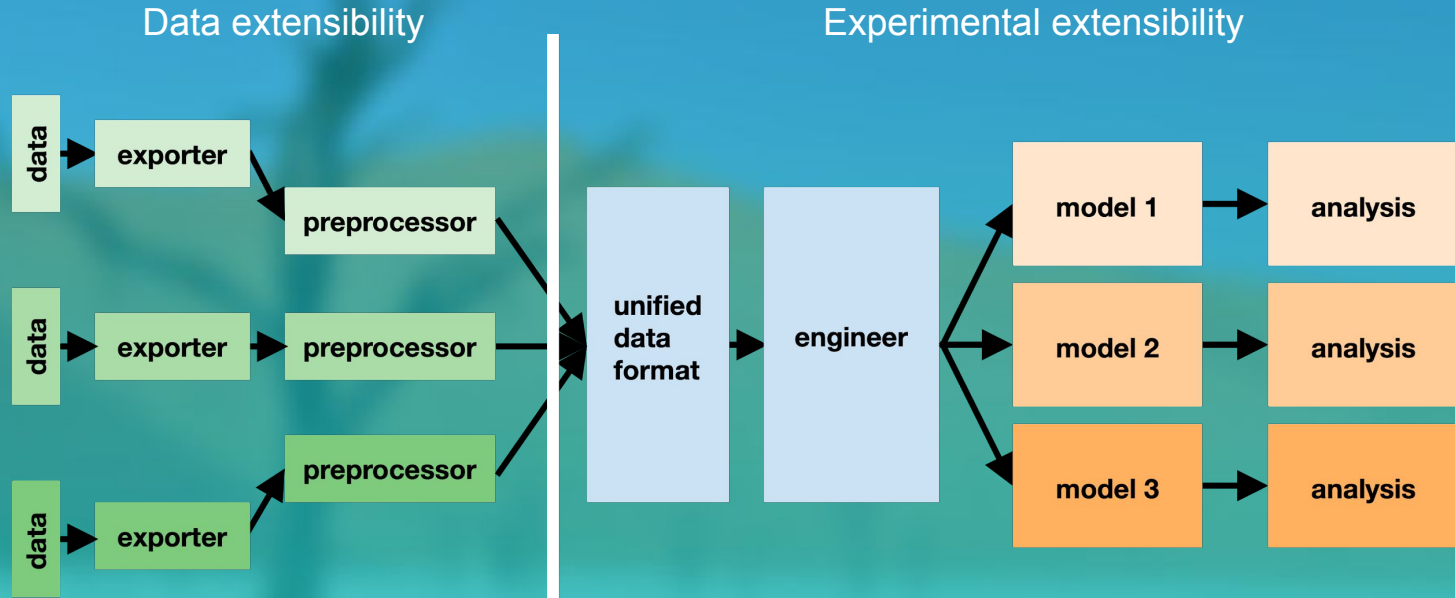 Data extensibility
Experimental extensibility
data
exporter
preprocessor
data
exporter
preprocessor
data
exporter
preprocessor
unified
data
format
engineer
model 1
analysis
model 2
analysis
model 3
analysis